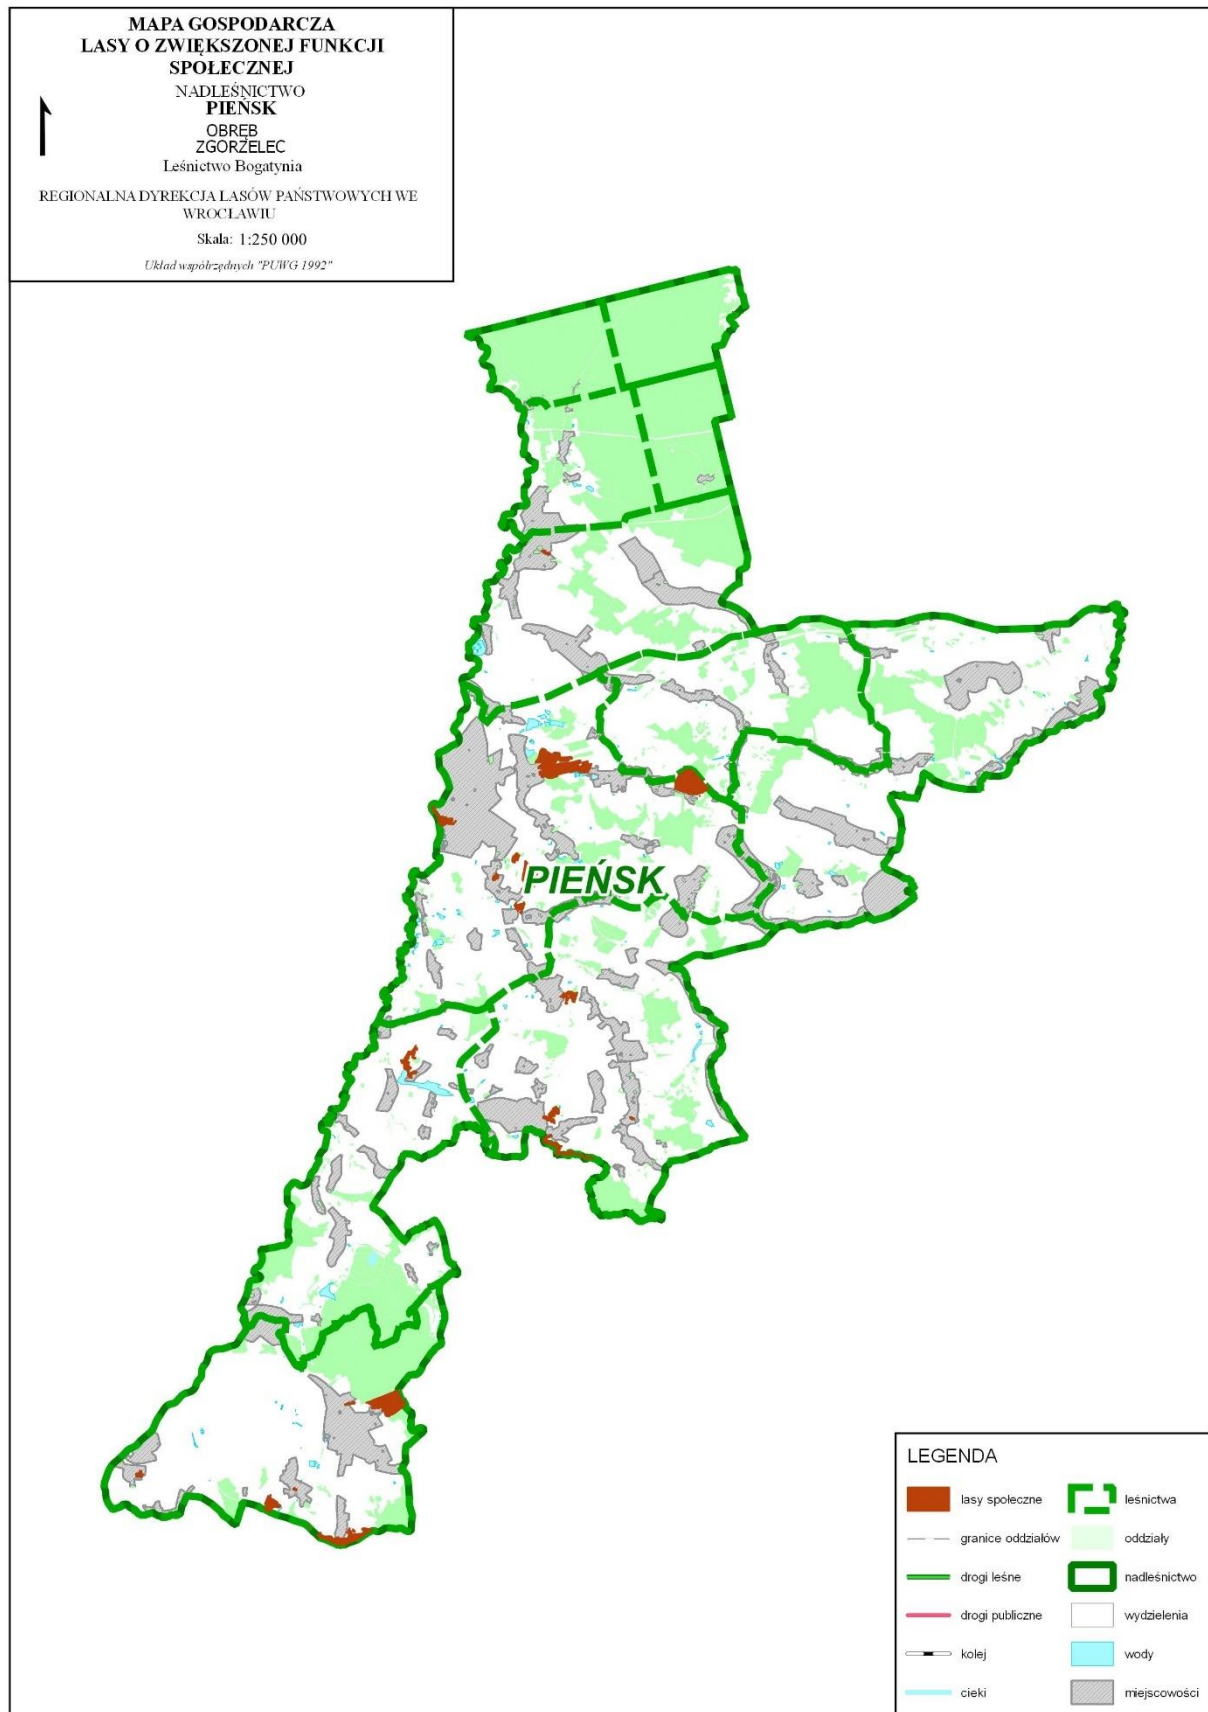 MAPA GOSPODARCZA
LASY O ZWIĘKSZONEJ FUNKCJI
SPOŁECZNEJ
NADLEŚNICTWO
PIEŃSK
OBRĘB
ZGORZELEC
Leśnictwo Bogatynia
REGIONALNA DYREKCJA LASÓW PAŃSTWOWYCH WE
WROCŁAWIU
Skala: 1:250 000
Układ współrzędnych "PUWG 1992"
PIEŃSK
LEGENDA
lasy społeczne
leśnictwa
granice oddziałów
oddziały
drogi leśne
nadleśnictwo
drogi publiczne
wydzielenia
kolej
wody
cieki
miejscowości